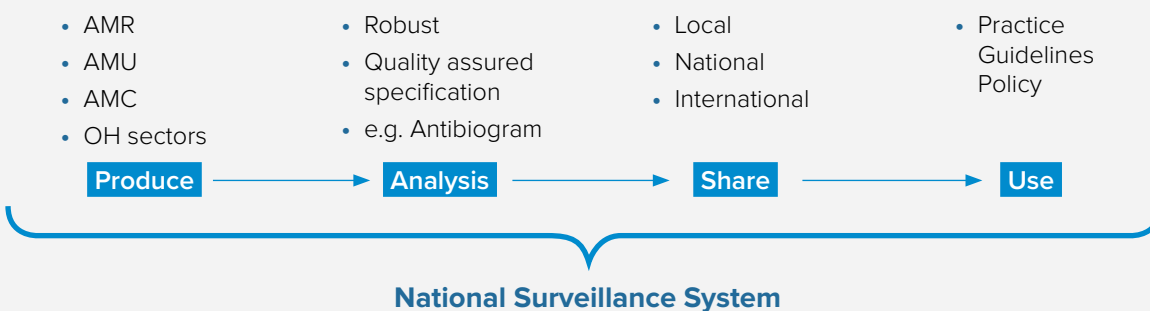 • AMR
• AMU
• AMC
• OH sectors
• Robust
• Quality assured
specification
• e.g. Antibiogram
• Local
• National
• International
• Practice
Guidelines
Policy
Produce
Analysis
Share
Use
National Surveillance System